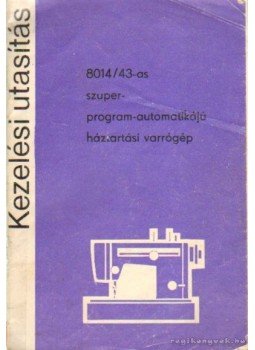 Kezelési utasítás
8014/43-as
szuper-
program-automatikájú
háztartási varrógép
regikonyvek.hu